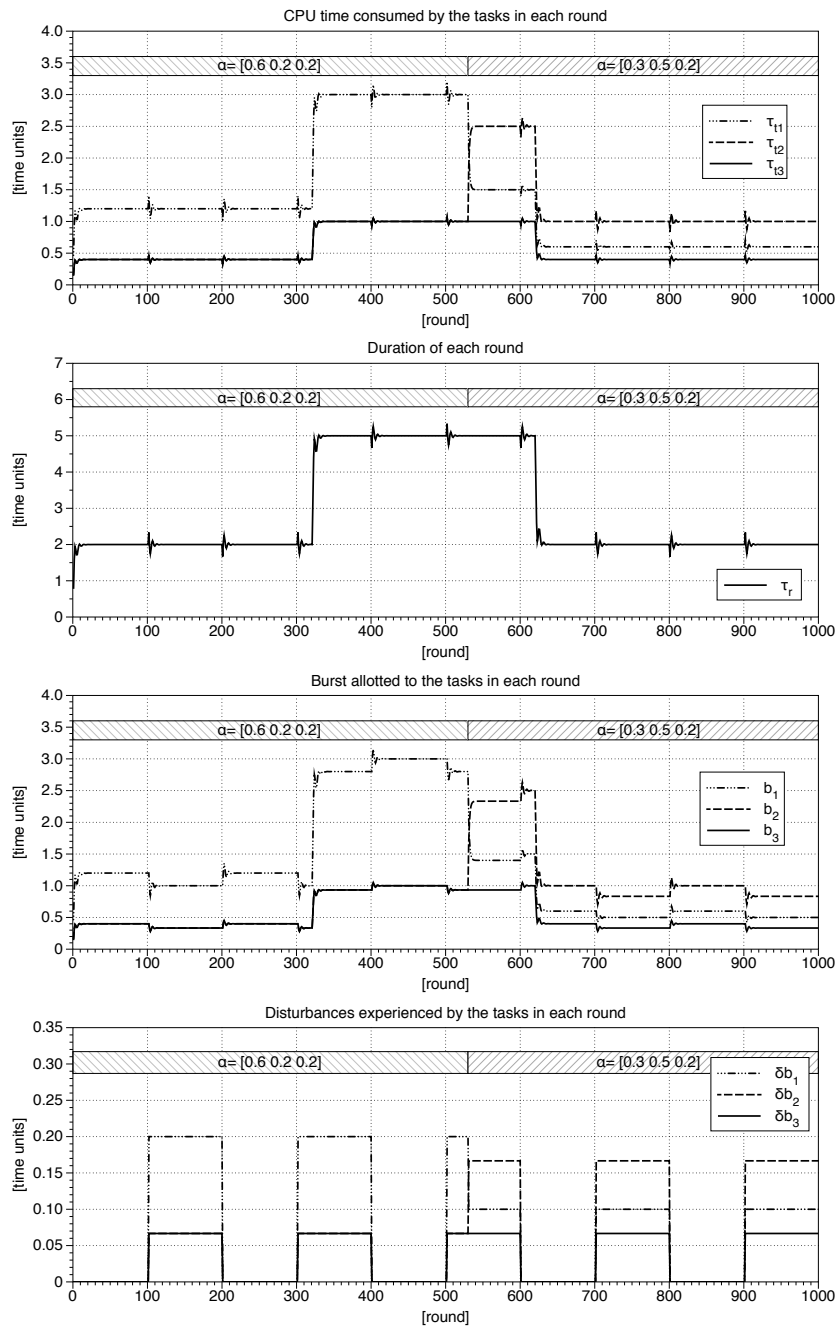 CPU time consumed by the tasks in each round
4.0
3.5
α= [0.6 0.2 0.2]
α= [0.3 0.5 0.2]
3.0
2.5
2.0
1.5
1.0
0.5
0
[time units]
τt1
τt2
τt3
0 100 200 300 400 500 600 700 800 900 1000
[round]
Duration of each round
7
6
α= [0.6 0.2 0.2]
α= [0.3 0.5 0.2]
5
4
3
2
1
0
[time units]
τr
0 100 200 300 400 500 600 700 800 900 1000
[round]
Burst allotted to the tasks in each round
4.0
3.5
α= [0.6 0.2 0.2]
α= [0.3 0.5 0.2]
3.0
2.5
2.0
1.5
1.0
0.5
0
[time units]
b1
b2
b3
0 100 200 300 400 500 600 700 800 900 1000
[round]
Disturbances experienced by the tasks in each round
0.35
0.30
α= [0.6 0.2 0.2]
α= [0.3 0.5 0.2]
0.25
0.20
0.15
0.10
0.05
0
[time units]
δb1
δb2
δb3
0 100 200 300 400 500 600 700 800 900 1000
[round]